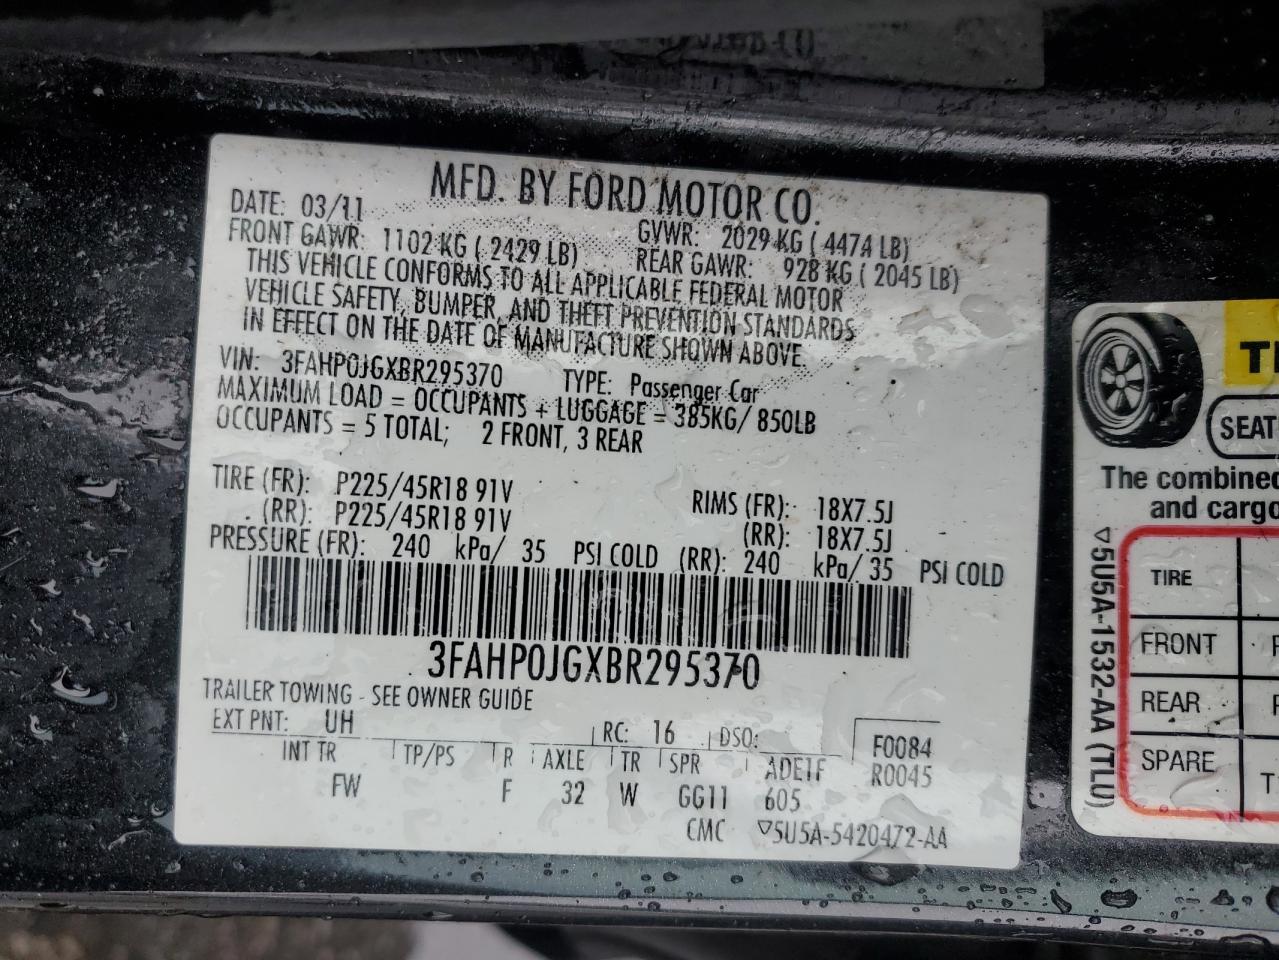 MFD. BY FORD MOTOR CO.
DATE: 03/11
GVWR: 2029 KG ( 4474 LB)
FRONT GAWR: 1102 KG ( 2429 LB)
REAR GAWR: 928 KG ( 2045 LB)
THIS VEHICLE CONFORMS TO ALL APPLICABLE FEDERAL MOTOR
VEHICLE SAFETY, BUMPER, AND THEFT PREVENTION STANDARDS
IN EFFECT ON THE DATE OF MANUFACTURE SHOWN ABOVE.
VIN: 3FAHP0JGXBR295370 TYPE: Passenger Car
MAXIMUM LOAD = OCCUPANTS + LUGGAGE = 385KG/ 850LB
OCCUPANTS = 5 TOTAL; 2 FRONT, 3 REAR
TIRE (FR): P225/45R18 91V RIMS (FR): 18X7.5J
(RR): P225/45R18 91V (RR): 18X7.5J
PRESSURE (FR): 240 kPa/ 35 PSI COLD (RR): 240 kPa/ 35 PSI COLD
3FAHP0JGXBR295370
TRAILER TOWING - SEE OWNER GUIDE
EXT PNT: UH RC: 16 DSO: F0084
INT TR TP/PS R AXLE TR SPR ADE1F R0045
FW F 32 W GG11 605
CMC ▽5U5A-5420472-AA
SEAT
The combined
and cargo
TIRE
FRONT
REAR
SPARE
▽5U5A-1532-AA (TLU)